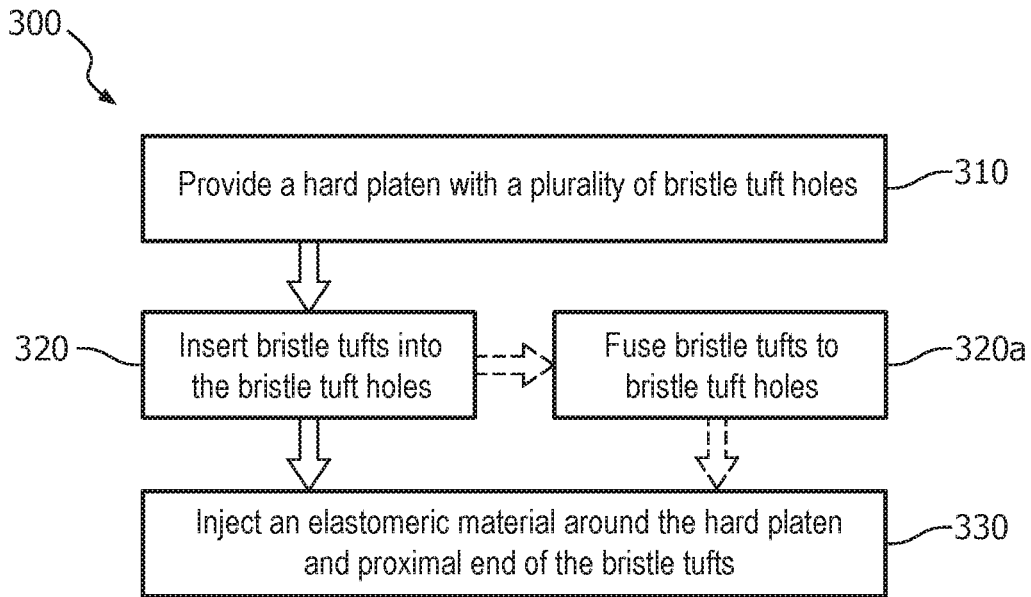 300
Provide a hard platen with a plurality of bristle tuft holes
310
320
Insert bristle tufts into
the bristle tuft holes
Fuse bristle tufts to
bristle tuft holes
320a
Inject an elastomeric material around the hard platen
and proximal end of the bristle tufts
330